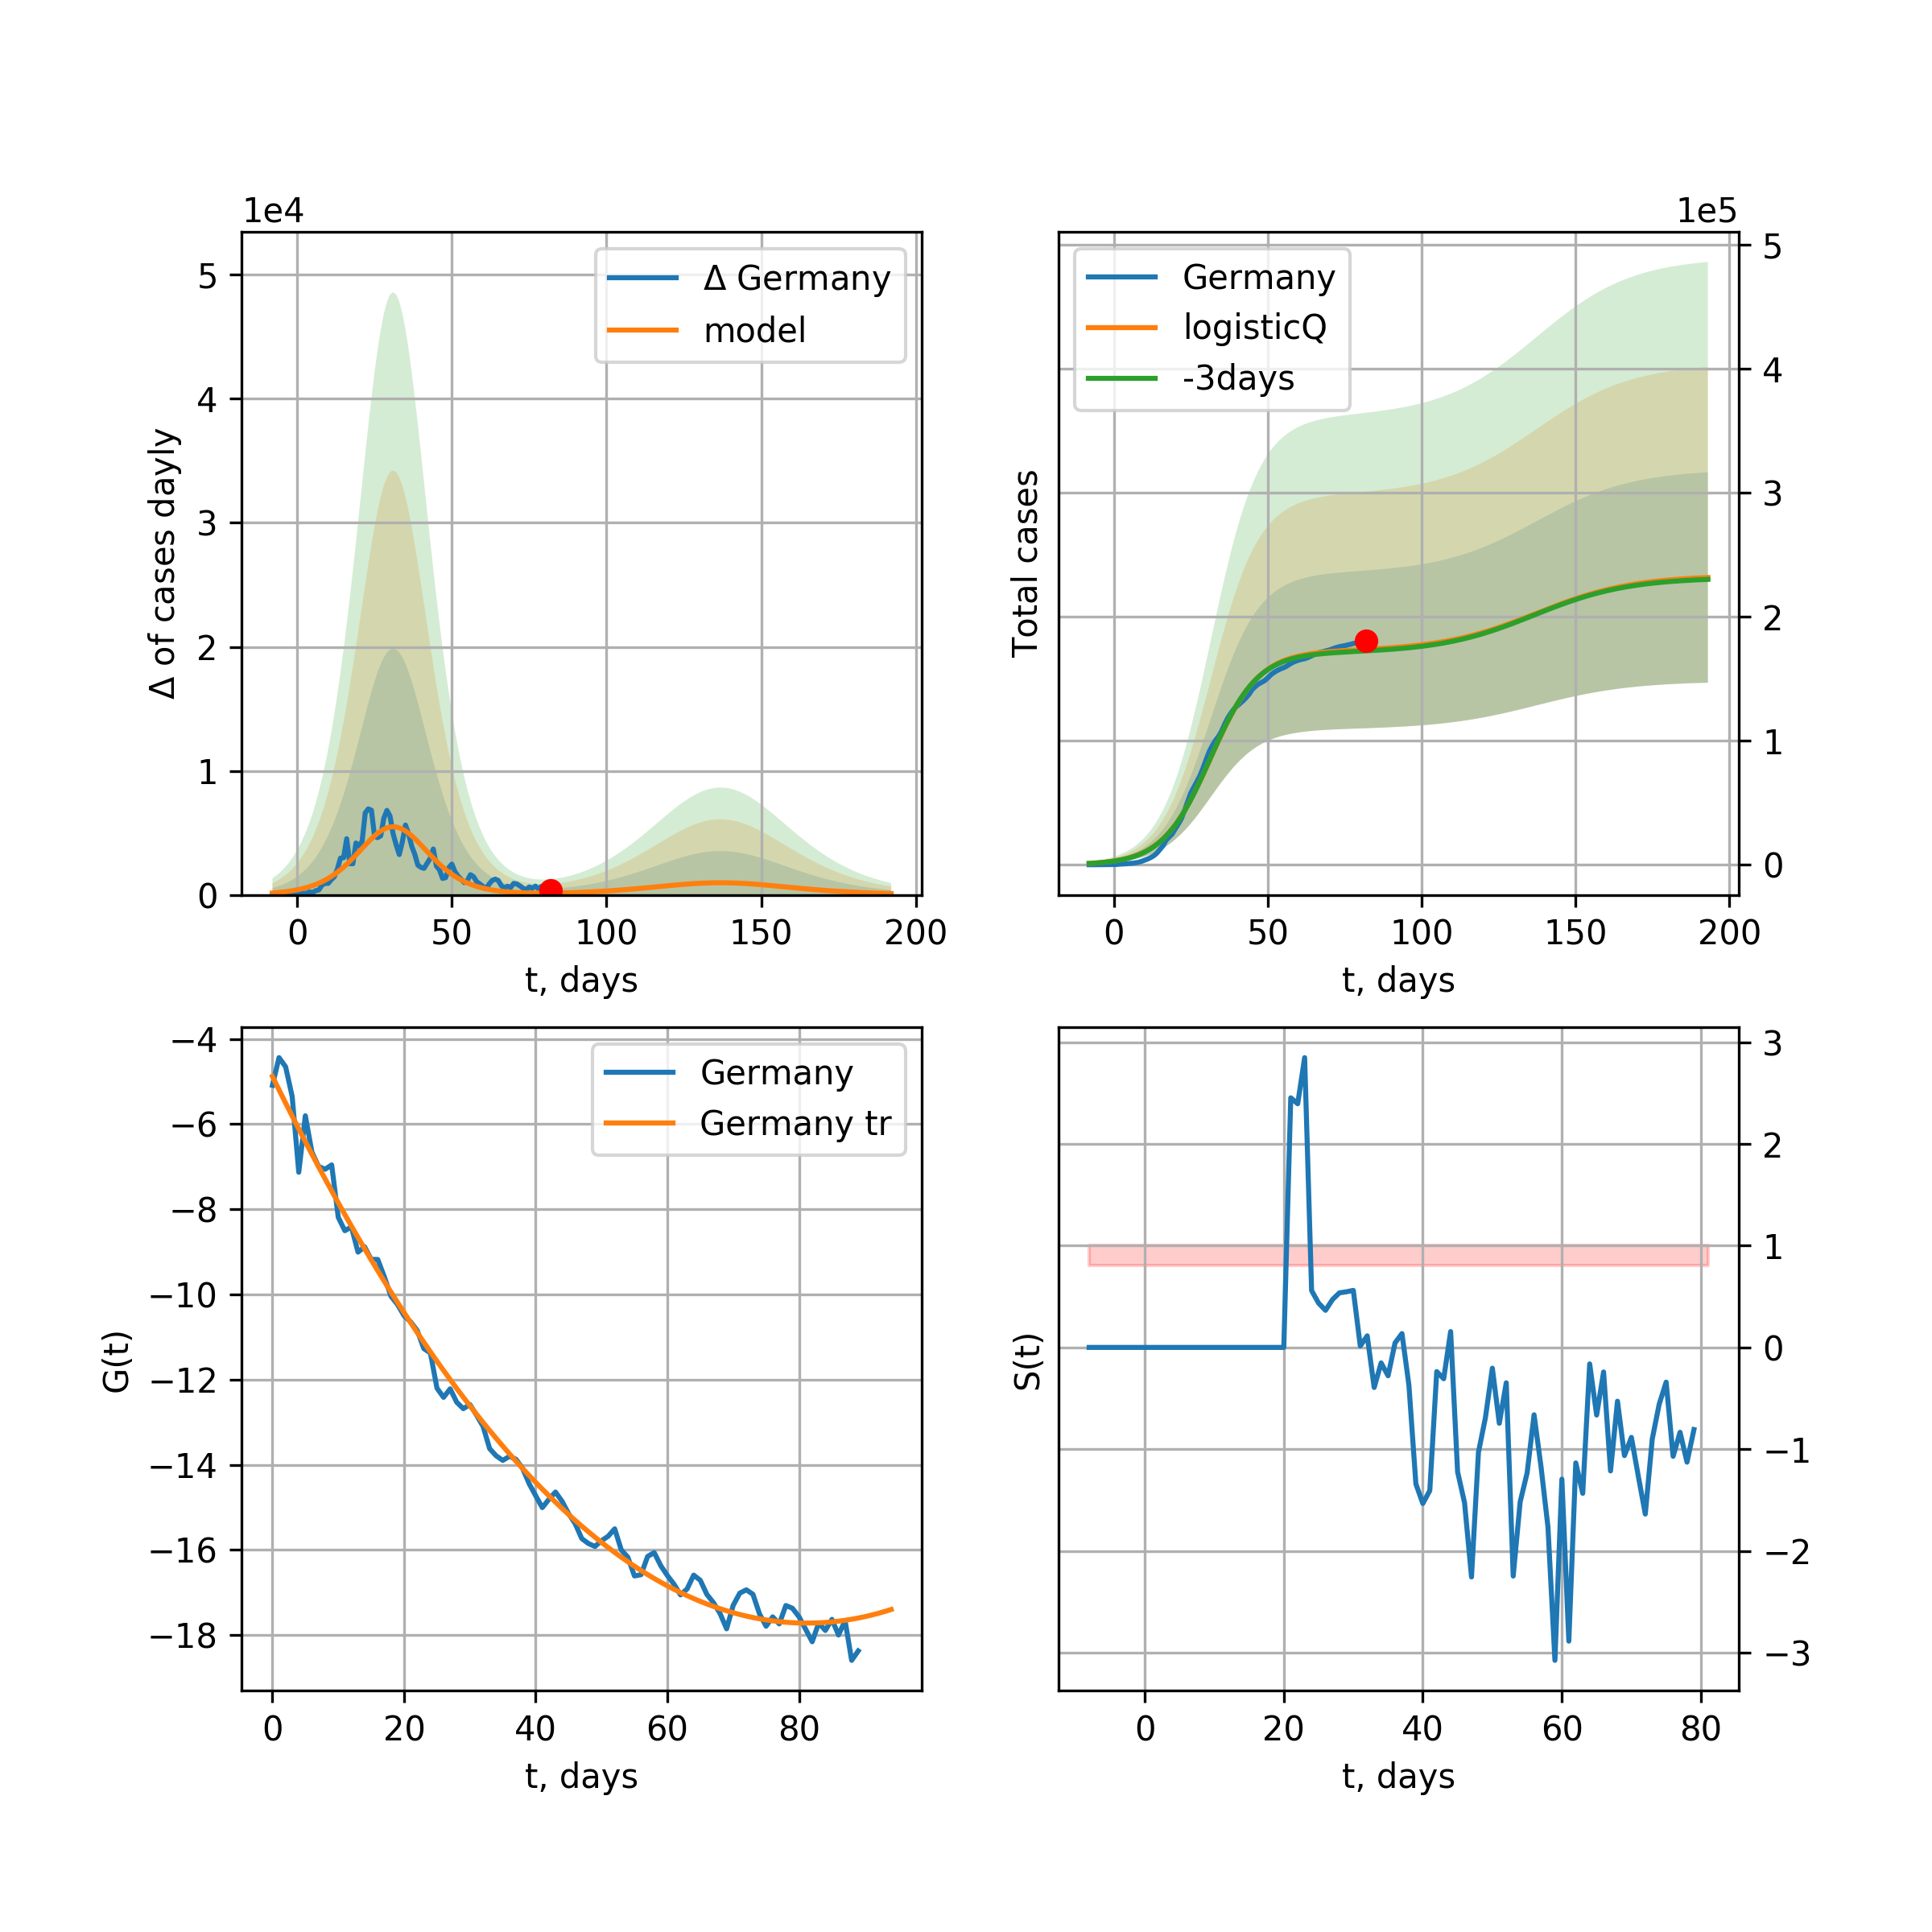 1e4
5
4
3
2
1
0
Δ of cases dayly
Δ Germany
model
0 50 100 150 200
t, days
1e5
5
4
3
2
1
0
Total cases
Germany
logisticQ
-3days
0 50 100 150 200
t, days
−4
−6
−8
−10
−12
−14
−16
−18
G(t)
Germany
Germany tr
0 20 40 60 80
t, days
3
2
1
0
−1
−2
−3
S(t)
0 20 40 60 80
t, days